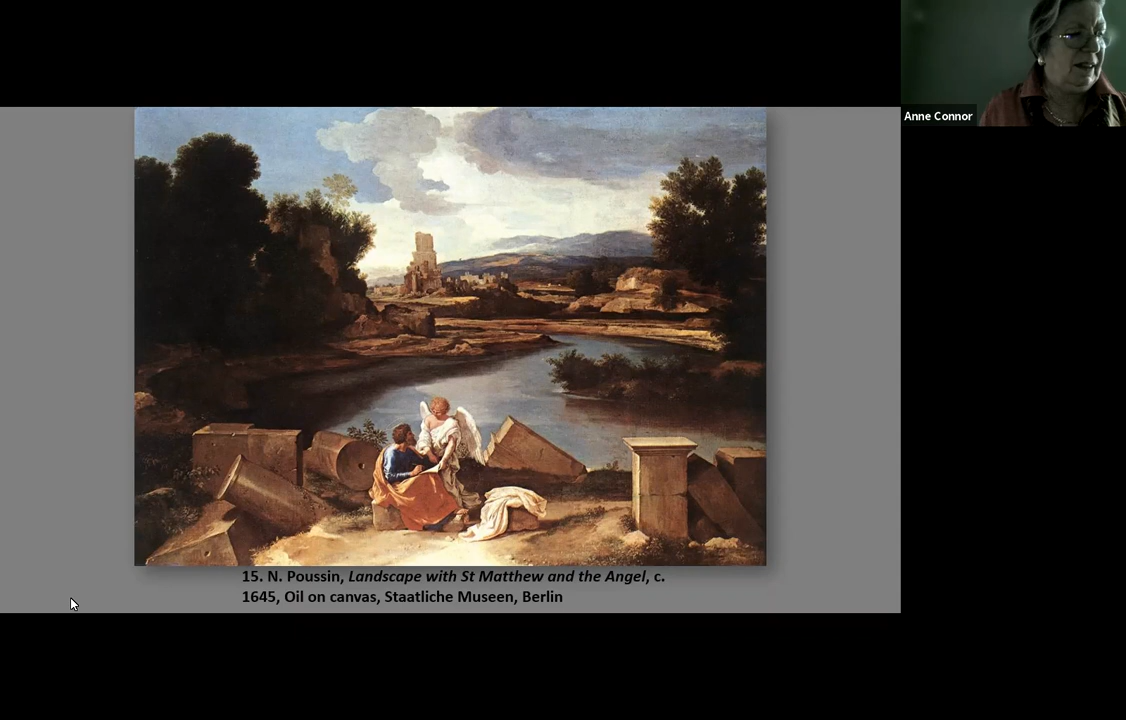 Anne Connor
15. N. Poussin, Landscape with St Matthew and the Angel, c.
1645, Oil on canvas, Staatliche Museen, Berlin